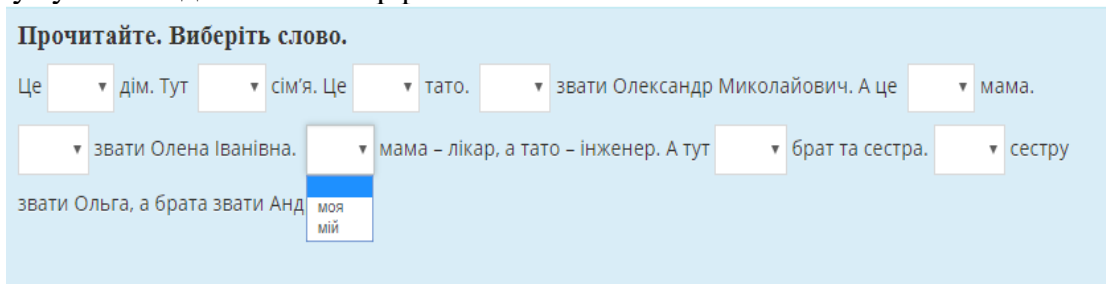 Прочитайте. Виберіть слово.
Це дім. Тут сім’я. Це тато. звати Олександр Миколайович. А це мама.
звати Олена Іванівна. мама – лікар, а тато – інженер. А тут брат та сестра. сестру
звати Ольга, а брата звати Анд
моя
мій